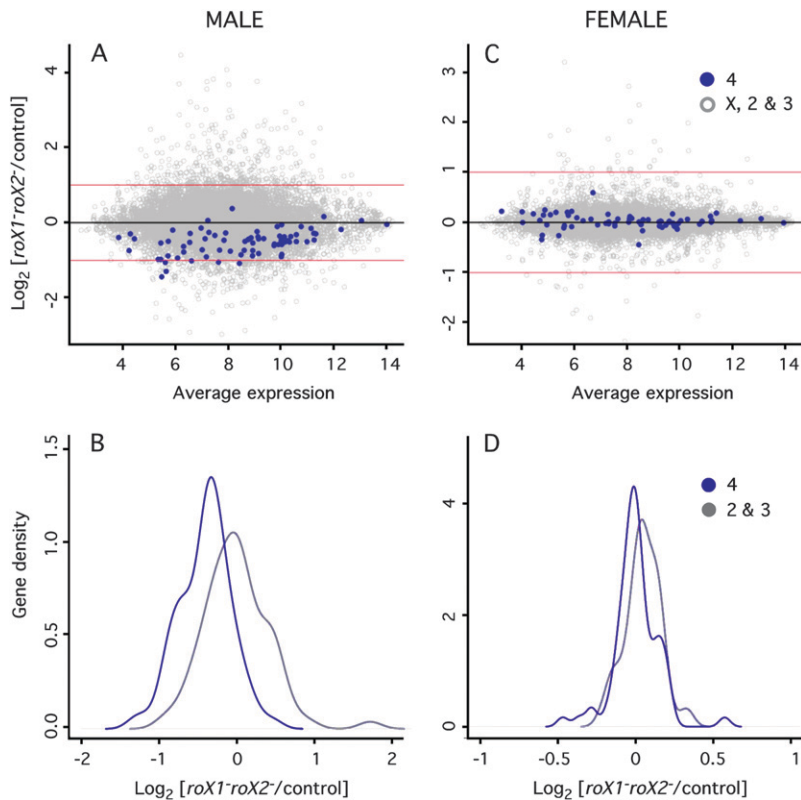 MALE
FEMALE
A
C
4
X, 2 & 3
Log₂ [roX1⁻roX2⁻/control]
4
2
0
-2
3
2
1
0
-1
-2
4 6 8 10 12 14
4 6 8 10 12 14
Average expression
Average expression
B
D
4
2 & 3
Gene density
1.5
1.0
0.5
0.0
4
2
0
-2 -1 0 1 2
-1 -0.5 0 0.5 1
Log₂ [roX1⁻roX2⁻/control]
Log₂ [roX1⁻roX2⁻/control]